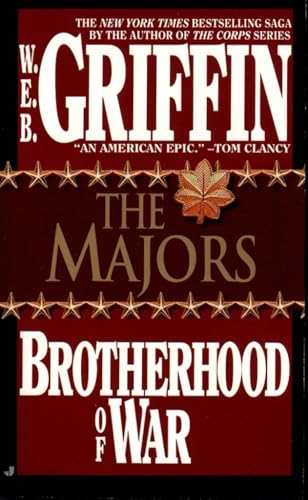 THE NEW YORK TIMES BESTSELLING SAGA
BY THE AUTHOR OF THE CORPS SERIES
W.E.B.
GRIFFIN
"AN AMERICAN EPIC." –TOM CLANCY
THE
MAJORS
BROTHERHOOD
OF
WAR
J